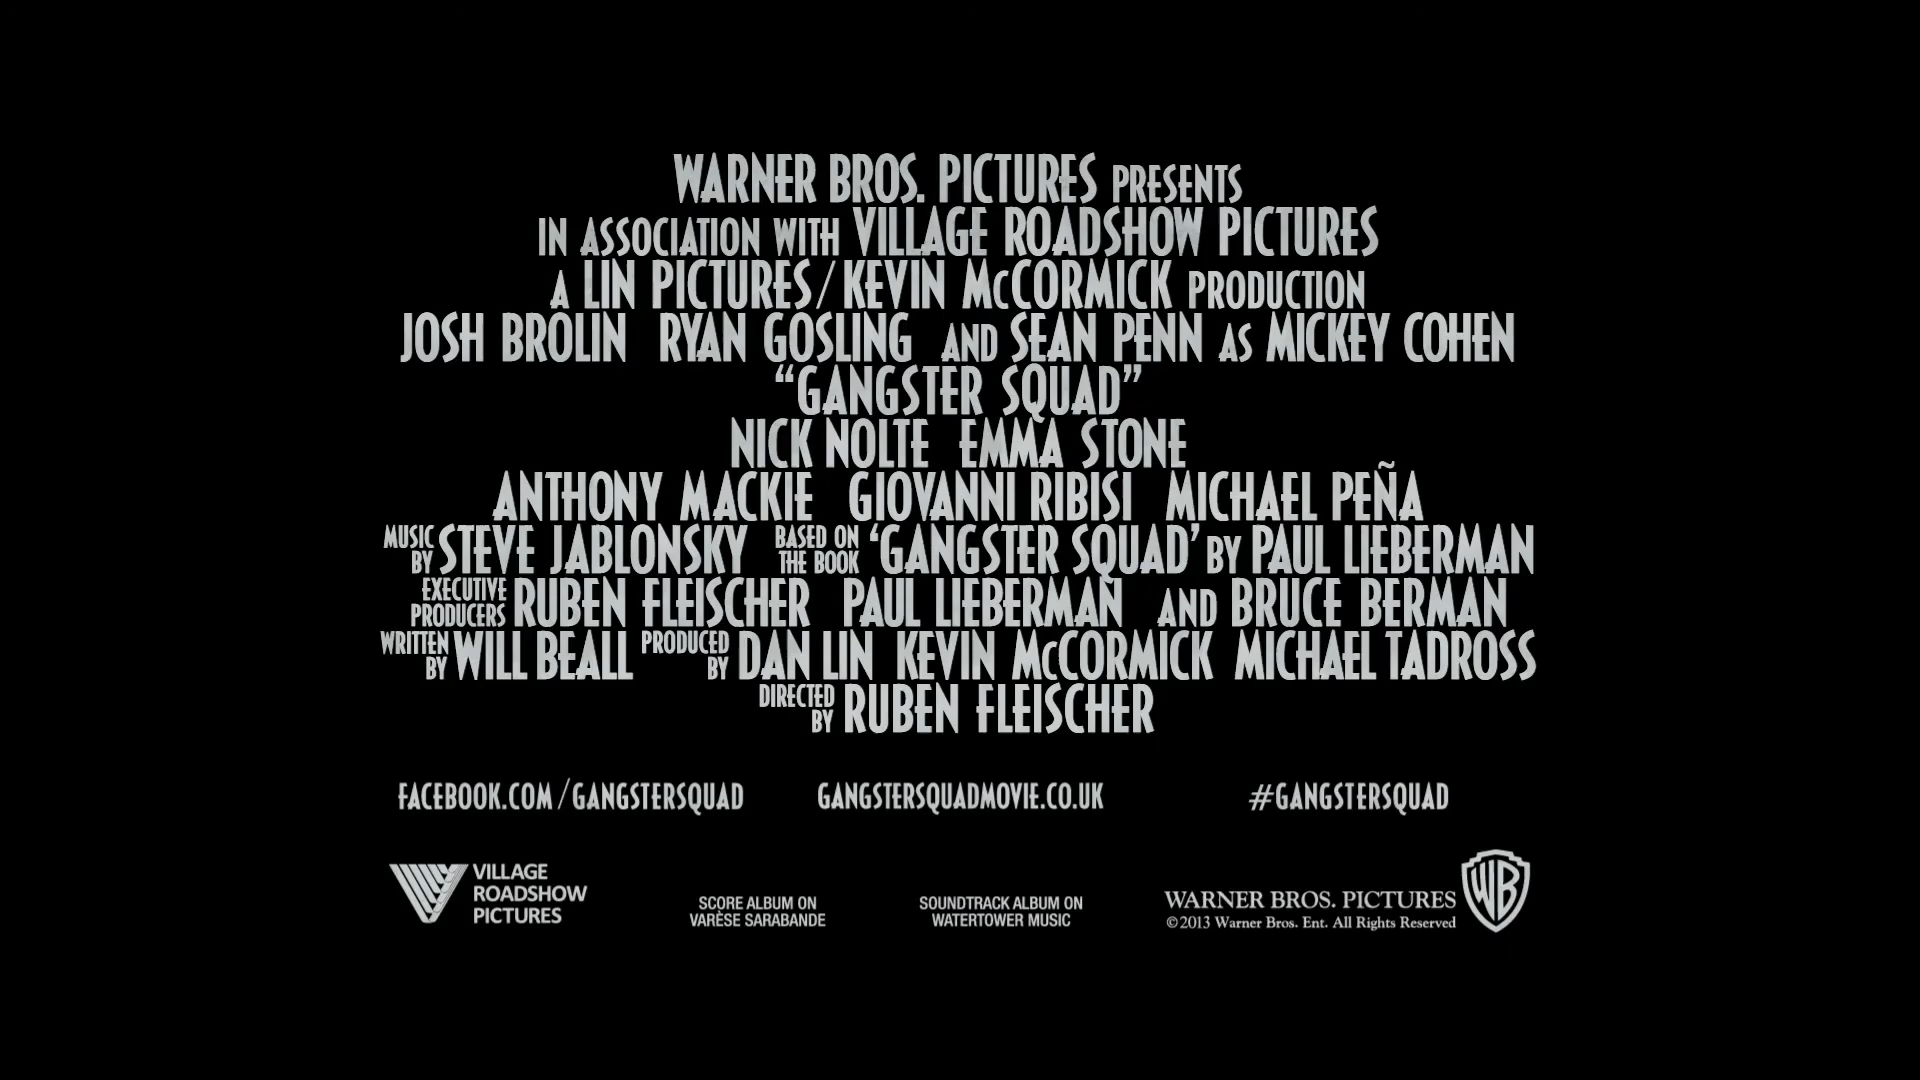 WARNER BROS. PICTURES PRESENTS
IN ASSOCIATION WITH VILLAGE ROADSHOW PICTURES
A LIN PICTURES/KEVIN McCORMICK PRODUCTION
JOSH BROLIN RYAN GOSLING AND SEAN PENN AS MICKEY COHEN
“GANGSTER SQUAD”
NICK NOLTE EMMA STONE
ANTHONY MACKIE GIOVANNI RIBISI MICHAEL PEÑA
MUSIC BY STEVE JABLONSKY BASED ON THE BOOK ‘GANGSTER SQUAD’ BY PAUL LIEBERMAN
EXECUTIVE PRODUCERS RUBEN FLEISCHER PAUL LIEBERMAN AND BRUCE BERMAN
WRITTEN BY WILL BEALL PRODUCED BY DAN LIN KEVIN McCORMICK MICHAEL TADROSS
DIRECTED BY RUBEN FLEISCHER
FACEBOOK.COM/GANGSTERSQUAD GANGSTERSQUADMOVIE.CO.UK #GANGSTERSQUAD
VILLAGE
ROADSHOW
PICTURES
SCORE ALBUM ON
VARÈSE SARABANDE
SOUNDTRACK ALBUM ON
WATERTOWER MUSIC
WARNER BROS. PICTURES
©2013 Warner Bros. Ent. All Rights Reserved
WB